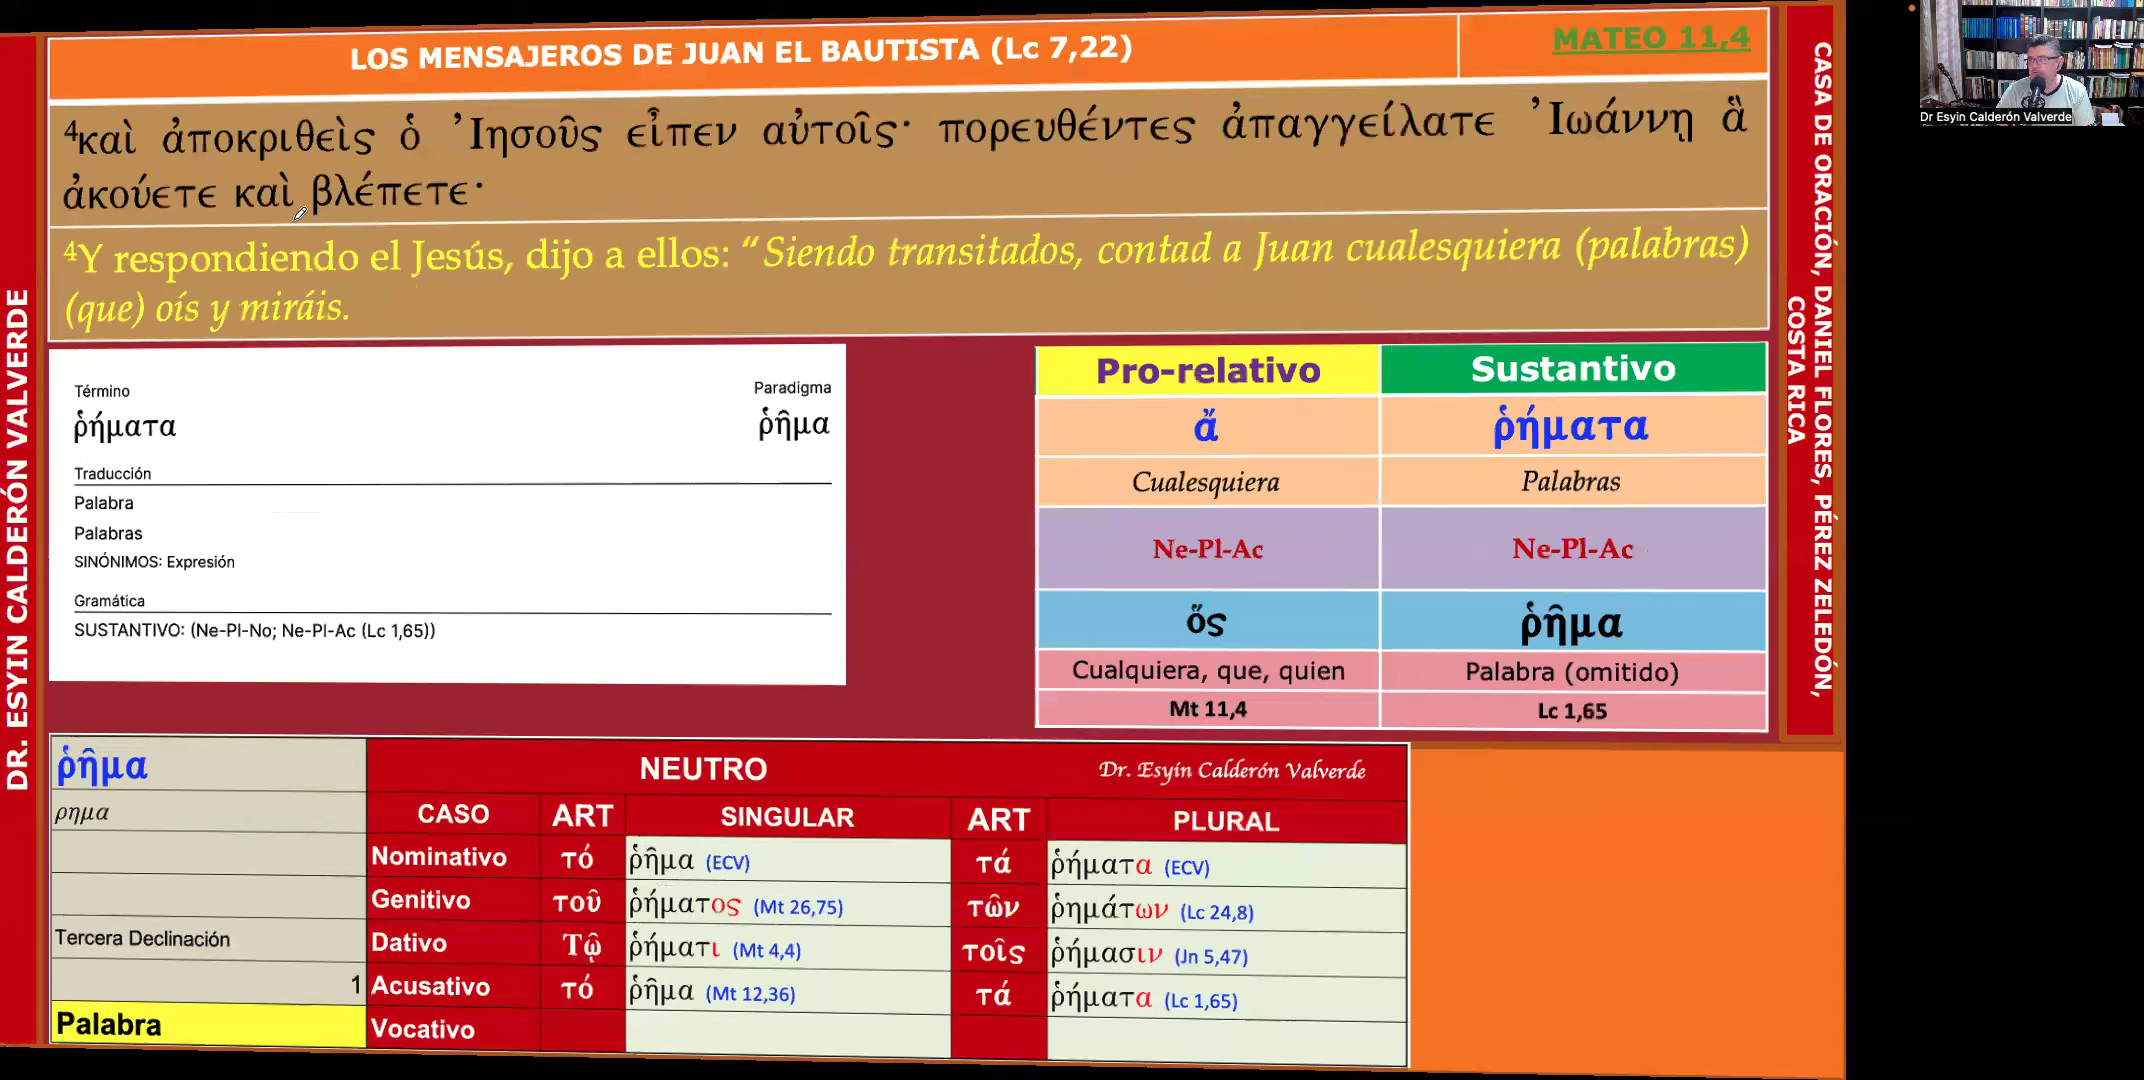 LOS MENSAJEROS DE JUAN EL BAUTISTA (Lc 7,22)
MATEO 11,4
⁴καὶ ἀποκριθεὶς ὁ Ἰησοῦς εἶπεν αὐτοῖς· πορευθέντες ἀπαγγείλατε Ἰωάννῃ ἃ
ἀκούετε καὶ βλέπετε·
⁴Y respondiendo el Jesús, dijo a ellos: “Siendo transitados, contad a Juan cualesquiera (palabras)
(que) oís y miráis.
DR. ESYIN CALDERÓN VALVERDE
CASA DE ORACIÓN, DANIEL FLORES, PÉREZ ZELEDÓN,
COSTA RICA
Dr Esyin Calderón Valverde
Término Paradigma
ῥήματα ῥῆμα
Traducción
Palabra
Palabras
SINÓNIMOS: Expresión
Gramática
SUSTANTIVO: (Ne-Pl-No; Ne-Pl-Ac (Lc 1,65))
Pro-relativo Sustantivo
ἅ ῥήματα
Cualesquiera Palabras
Ne-Pl-Ac Ne-Pl-Ac
ὅς ῥῆμα
Cualquiera, que, quien Palabra (omitido)
Mt 11,4 Lc 1,65
ῥῆμα NEUTRO Dr. Esyín Calderón Valverde
ρημα CASO ART SINGULAR ART PLURAL
Nominativo τό ῥῆμα (ECV) τά ῥήματα (ECV)
Genitivo τοῦ ῥήματος (Mt 26,75) τῶν ῥημάτων (Lc 24,8)
Tercera Declinación Dativo Τῷ ῥήματι (Mt 4,4) τοῖς ῥήμασιν (Jn 5,47)
1 Acusativo τό ῥῆμα (Mt 12,36) τά ῥήματα (Lc 1,65)
Palabra Vocativo